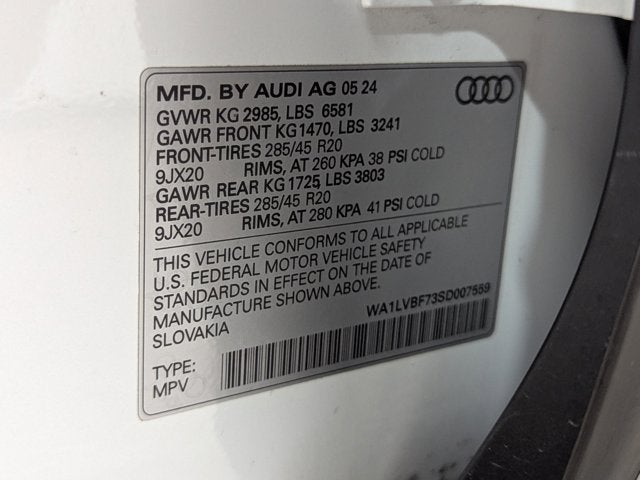 MFD. BY AUDI AG 05 24
GVWR KG 2985, LBS 6581
GAWR FRONT KG1470, LBS 3241
FRONT-TIRES 285/45 R20
9JX20 RIMS, AT 260 KPA 38 PSI COLD
GAWR REAR KG 1725, LBS 3803
REAR-TIRES 285/45 R20
9JX20 RIMS, AT 280 KPA 41 PSI COLD
THIS VEHICLE CONFORMS TO ALL APPLICABLE
U.S. FEDERAL MOTOR VEHICLE SAFETY
STANDARDS IN EFFECT ON THE DATE OF
MANUFACTURE SHOWN ABOVE.
SLOVAKIA
WA1LVBF73SD007559
TYPE:
MPV